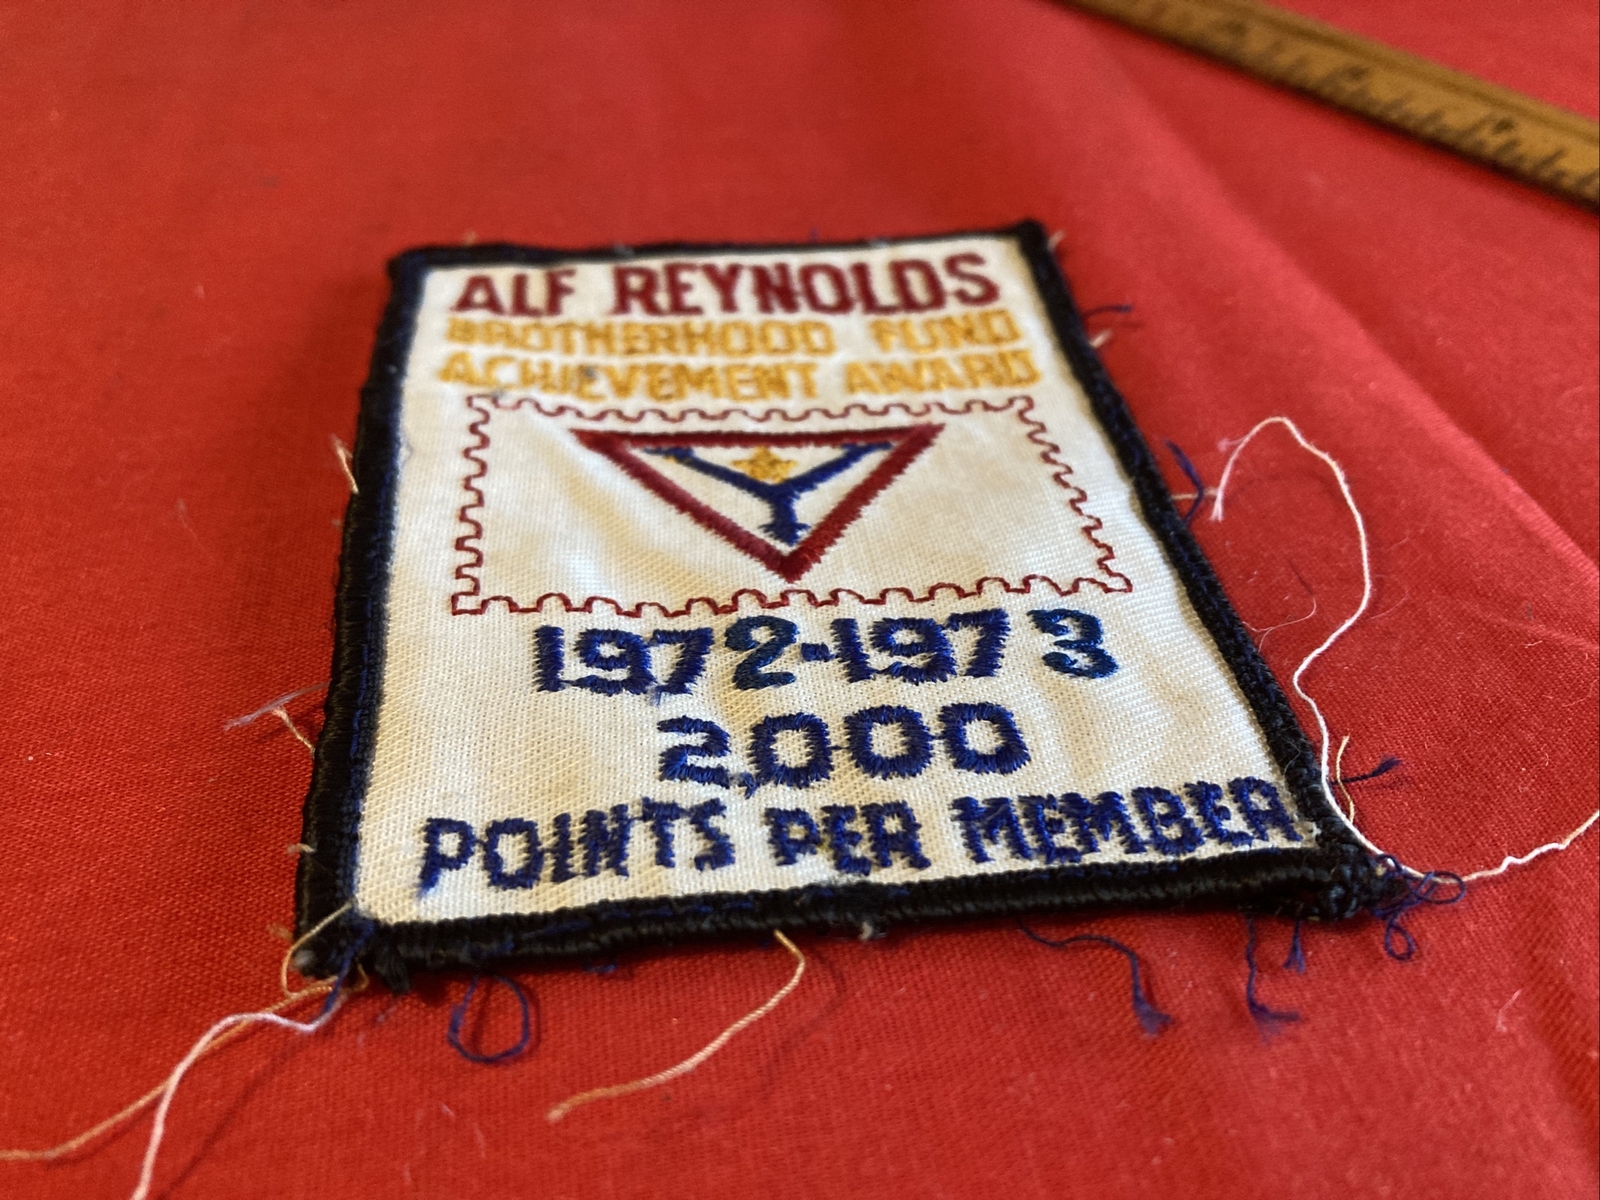 ALF REYNOLDS
BROTHERHOOD FUND
ACHIEVEMENT AWARD
1972-1973
2,000
POINTS PER MEMBER